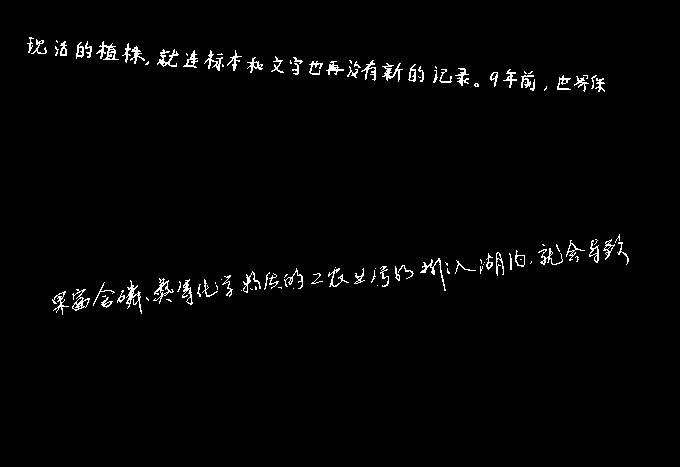 现活的植株,就连标本和文字也再没有新的记录。9年前,世界保
果富含磷、氮等化学物质的工农业污水排入湖内,就会导致